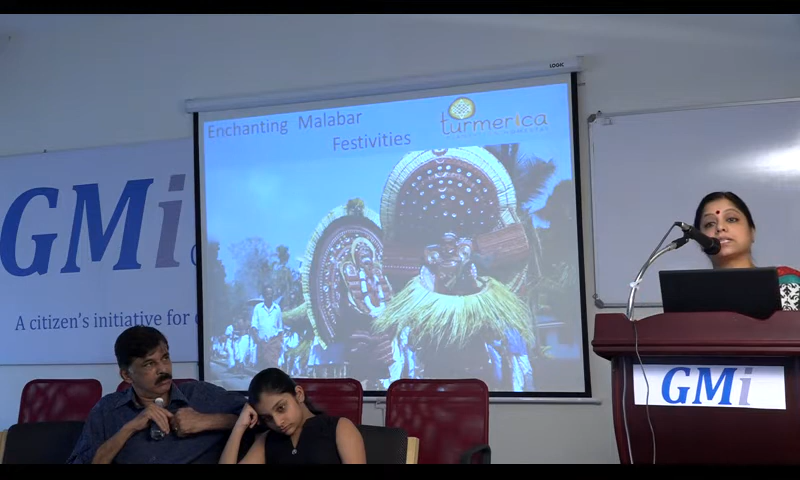 LOGIC
Enchanting Malabar
Festivities
turmerica
GMi
A citizen's initiative for
GMi